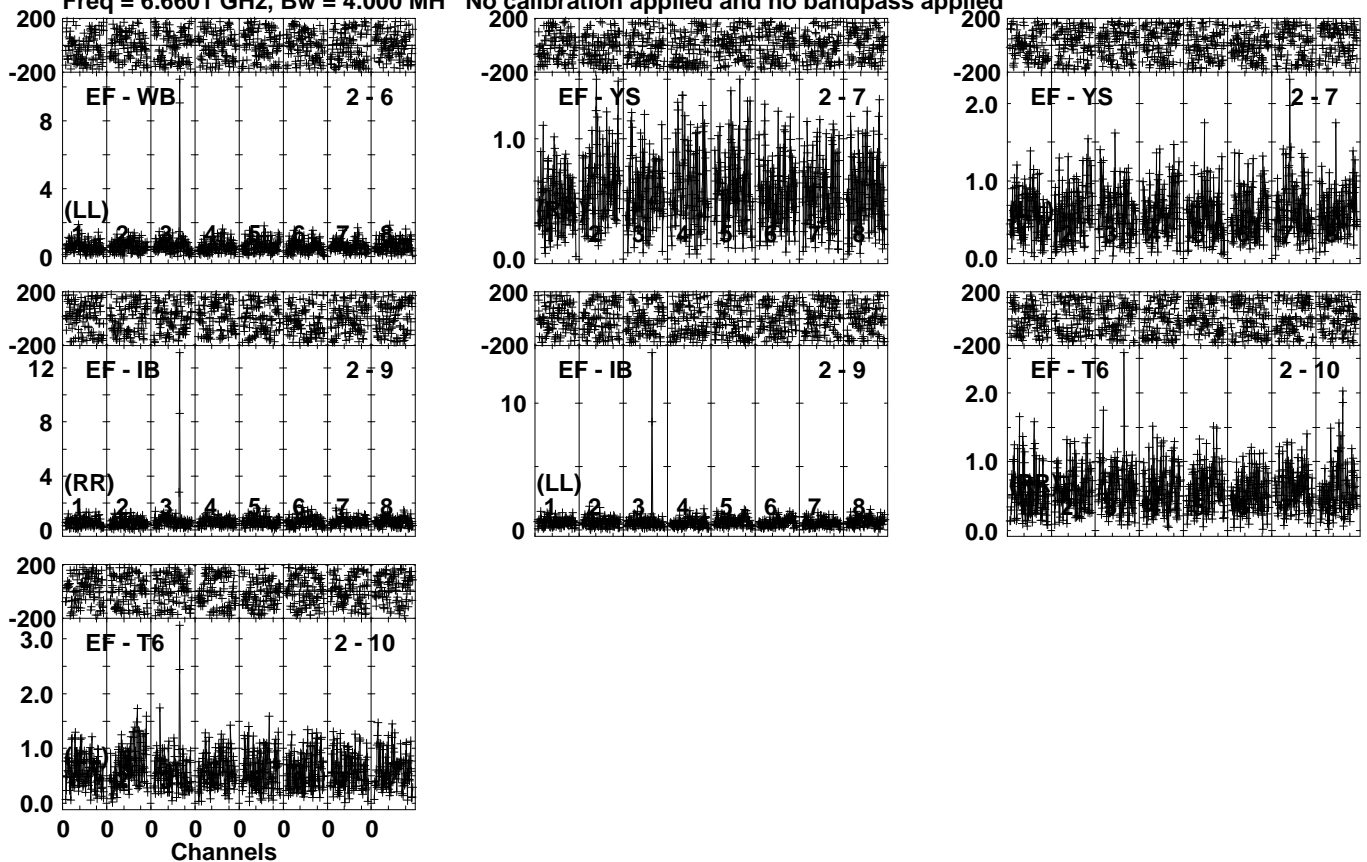 Freq = 6.6601 GHz, Bw = 4.000 MH No calibration applied and no bandpass applied
200
-200
EF - WB 2 - 6
8
4
0
(LL)
1 2 3 4 5 6 7 8
200
-200
EF - YS 2 - 7
1.0
0.0
2 3 4 5 6 7 8
200
-200
EF - YS 2 - 7
2.0
1.0
0.0
200
-200
EF - IB 2 - 9
12
8
4
0
(RR)
1 2 3 4 5 6 7 8
200
-200
EF - IB 2 - 9
10
0
(LL)
1 2 3 4 5 6 7 8
200
-200
EF - T6 2 - 10
2.0
1.0
0.0
200
-200
EF - T6 2 - 10
3.0
2.0
1.0
0.0
0 0 0 0 0 0 0 0
Channels